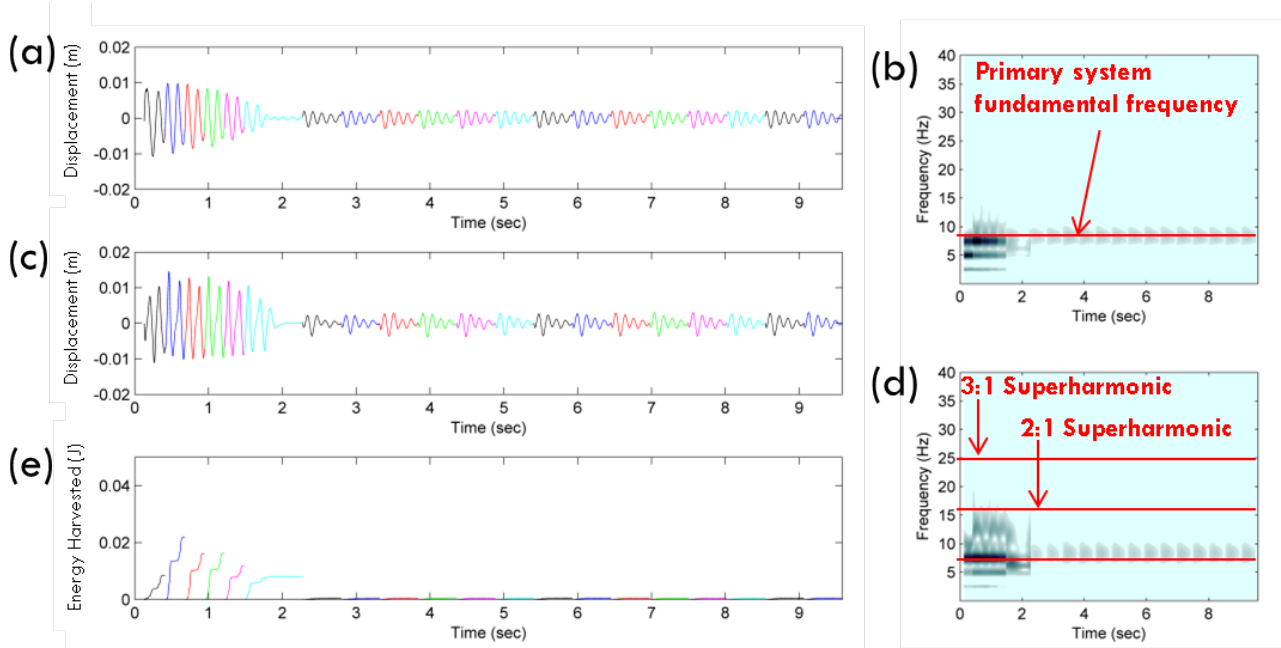 (a)
Displacement (m)
0.02
0.01
0
-0.01
-0.02
0 1 2 3 4 5 6 7 8 9
Time (sec)
(b)
Primary system
fundamental frequency
Frequency (Hz)
40
35
30
25
20
15
10
5
0 2 4 6 8
Time (sec)
(c)
Displacement (m)
0.02
0.01
0
-0.01
-0.02
0 1 2 3 4 5 6 7 8 9
Time (sec)
(d)
3:1 Superharmonic
2:1 Superharmonic
Frequency (Hz)
40
35
30
25
20
15
10
5
0 2 4 6 8
Time (sec)
(e)
Energy Harvested (J)
0.04
0.02
0
0 1 2 3 4 5 6 7 8 9
Time (sec)